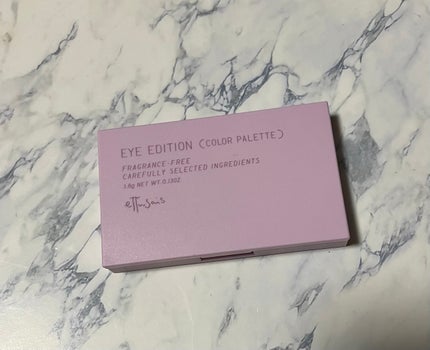 EYE EDITION (COLOR PALETTE)
FRAGRANCE-FREE
CAREFULLY SELECTED INGREDIENTS
3.8g NET WT. 0.13OZ.
ettusais